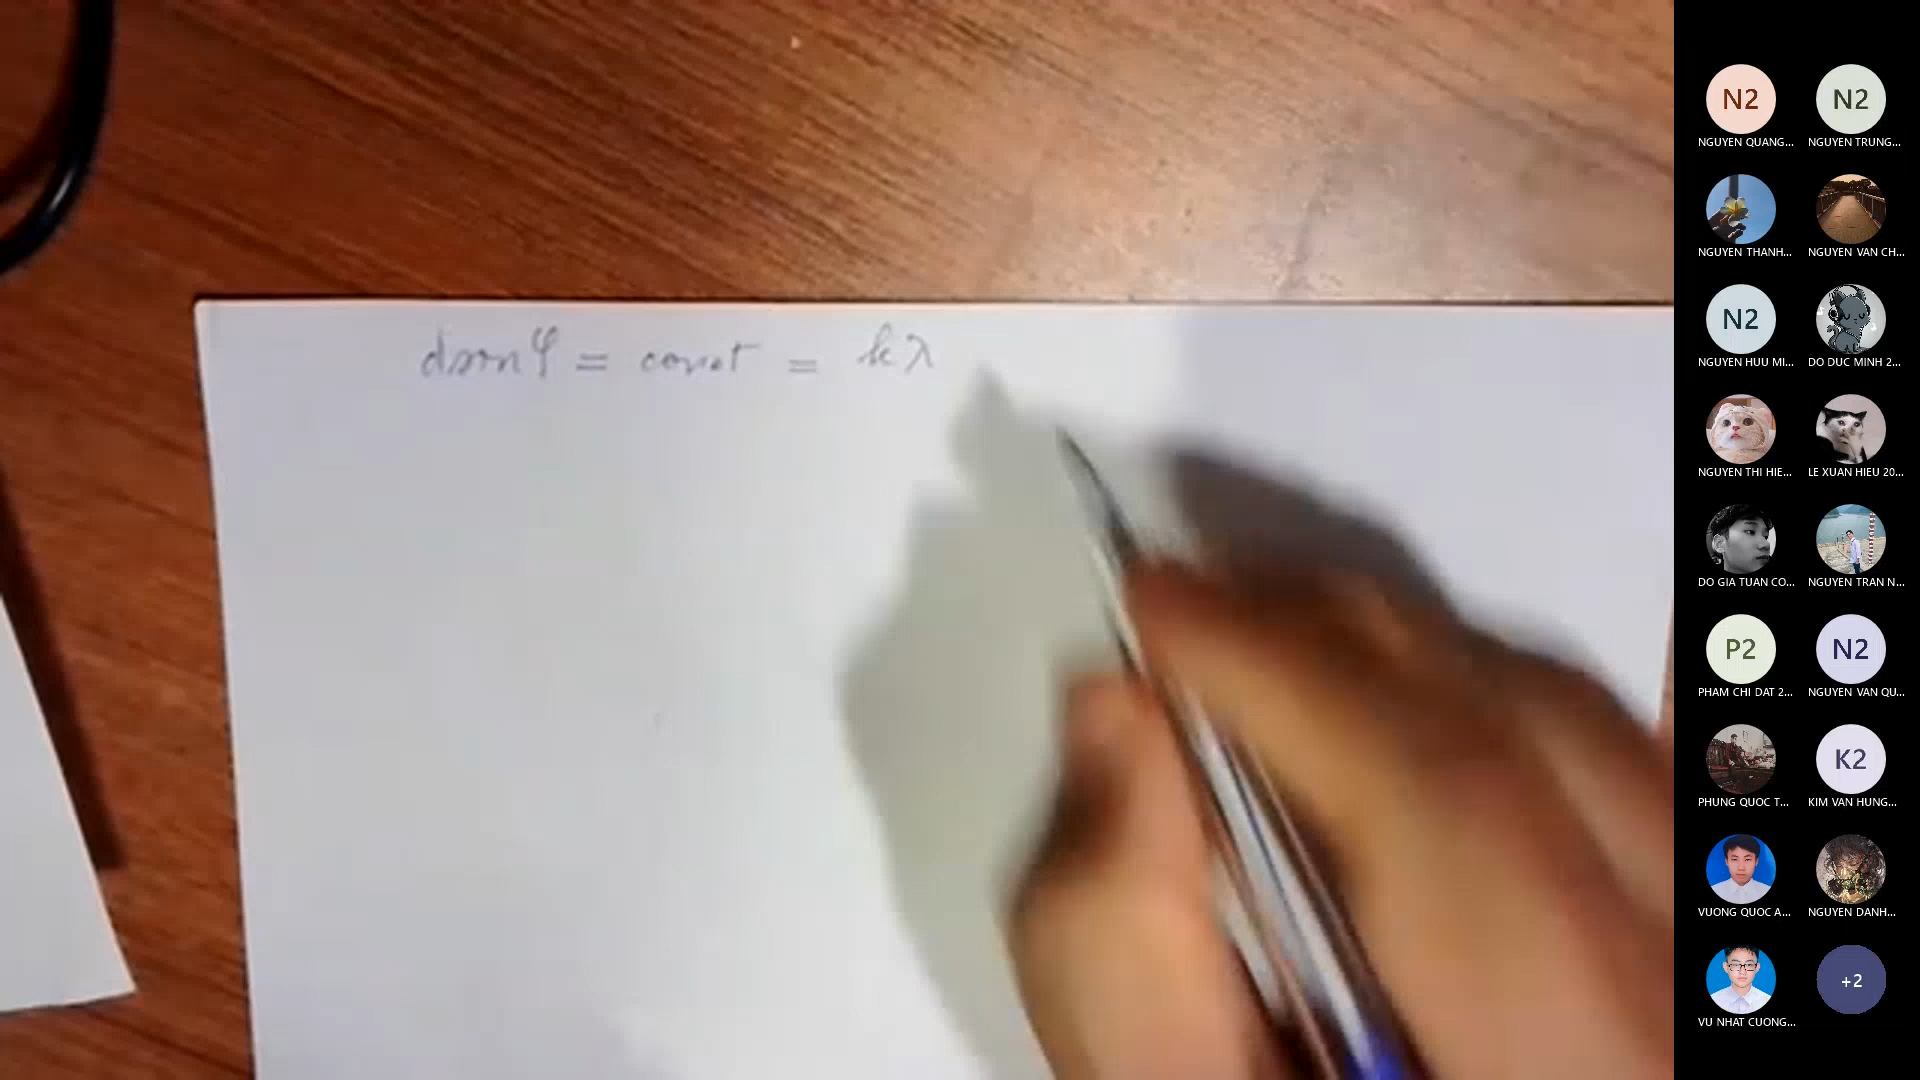 dsinφ = const = kλ
N2 N2
NGUYEN QUANG... NGUYEN TRUNG...
NGUYEN THANH... NGUYEN VAN CH...
N2
NGUYEN HUU MI... DO DUC MINH 2...
NGUYEN THI HIE... LE XUAN HIEU 20...
DO GIA TUAN CO... NGUYEN TRAN N...
P2 N2
PHAM CHI DAT 2... NGUYEN VAN QU...
K2
PHUNG QUOC T... KIM VAN HUNG...
VUONG QUOC A... NGUYEN DANH...
+2
VU NHAT CUONG...